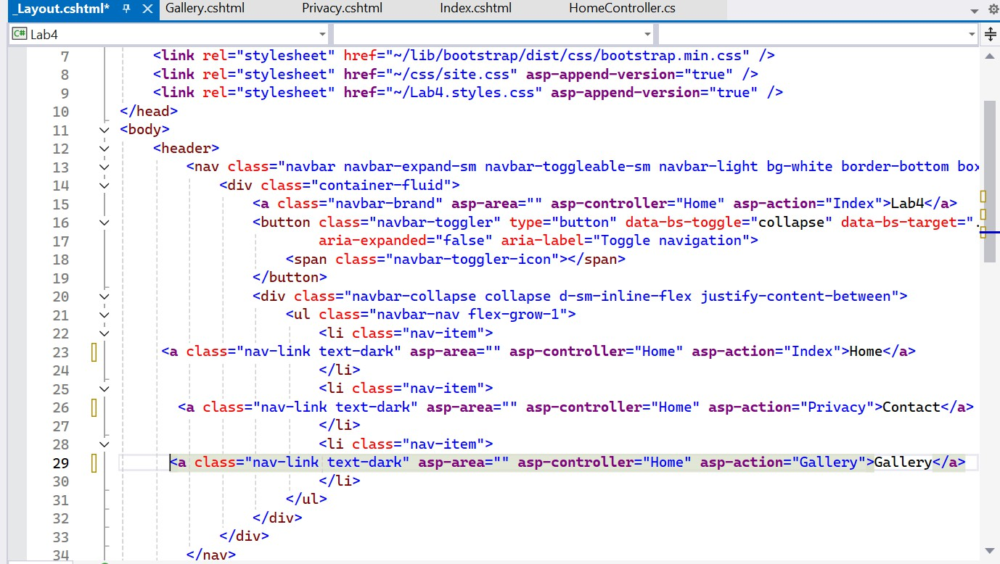 _Layout.cshtml* Gallery.cshtml Privacy.cshtml Index.cshtml HomeController.cs
C# Lab4
7 <link rel="stylesheet" href="~/lib/bootstrap/dist/css/bootstrap.min.css" />
8 <link rel="stylesheet" href="~/css/site.css" asp-append-version="true" />
9 <link rel="stylesheet" href="~/Lab4.styles.css" asp-append-version="true" />
10 </head>
11 <body>
12 <header>
13 <nav class="navbar navbar-expand-sm navbar-toggleable-sm navbar-light bg-white border-bottom box
14 <div class="container-fluid">
15 <a class="navbar-brand" asp-area="" asp-controller="Home" asp-action="Index">Lab4</a>
16 <button class="navbar-toggler" type="button" data-bs-toggle="collapse" data-bs-target=".
17 aria-expanded="false" aria-label="Toggle navigation">
18 <span class="navbar-toggler-icon"></span>
19 </button>
20 <div class="navbar-collapse collapse d-sm-inline-flex justify-content-between">
21 <ul class="navbar-nav flex-grow-1">
22 <li class="nav-item">
23 <a class="nav-link text-dark" asp-area="" asp-controller="Home" asp-action="Index">Home</a>
24 </li>
25 <li class="nav-item">
26 <a class="nav-link text-dark" asp-area="" asp-controller="Home" asp-action="Privacy">Contact</a>
27 </li>
28 <li class="nav-item">
29 <a class="nav-link text-dark" asp-area="" asp-controller="Home" asp-action="Gallery">Gallery</a>
30 </li>
31 </ul>
32 </div>
33 </div>
34 </nav>